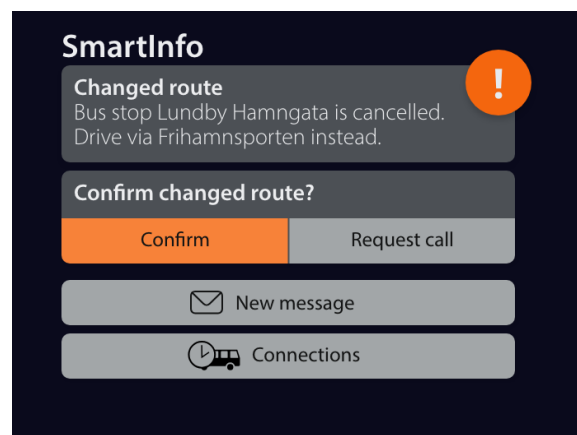 SmartInfo
Changed route
!
Bus stop Lundby Hamngata is cancelled.
Drive via Frihamnsporten instead.
Confirm changed route?
Confirm
Request call
New message
Connections